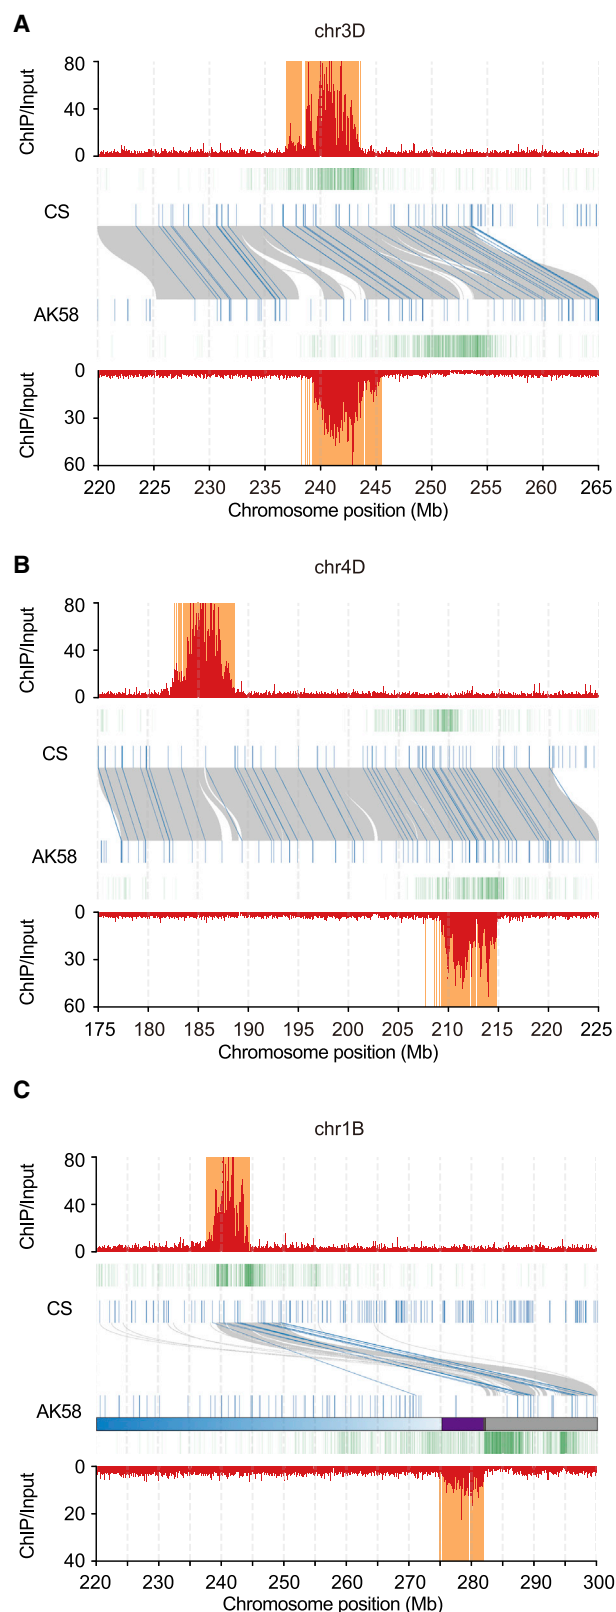 A
chr3D
ChIP/Input
80
40
0
CS
AK58
ChIP/Input
0
30
60
220 225 230 235 240 245 250 255 260 265
Chromosome position (Mb)
B
chr4D
ChIP/Input
80
40
0
CS
AK58
ChIP/Input
0
30
60
175 180 185 190 195 200 205 210 215 220 225
Chromosome position (Mb)
C
chr1B
ChIP/Input
80
40
0
CS
AK58
ChIP/Input
0
20
40
220 230 240 250 260 270 280 290 300
Chromosome position (Mb)